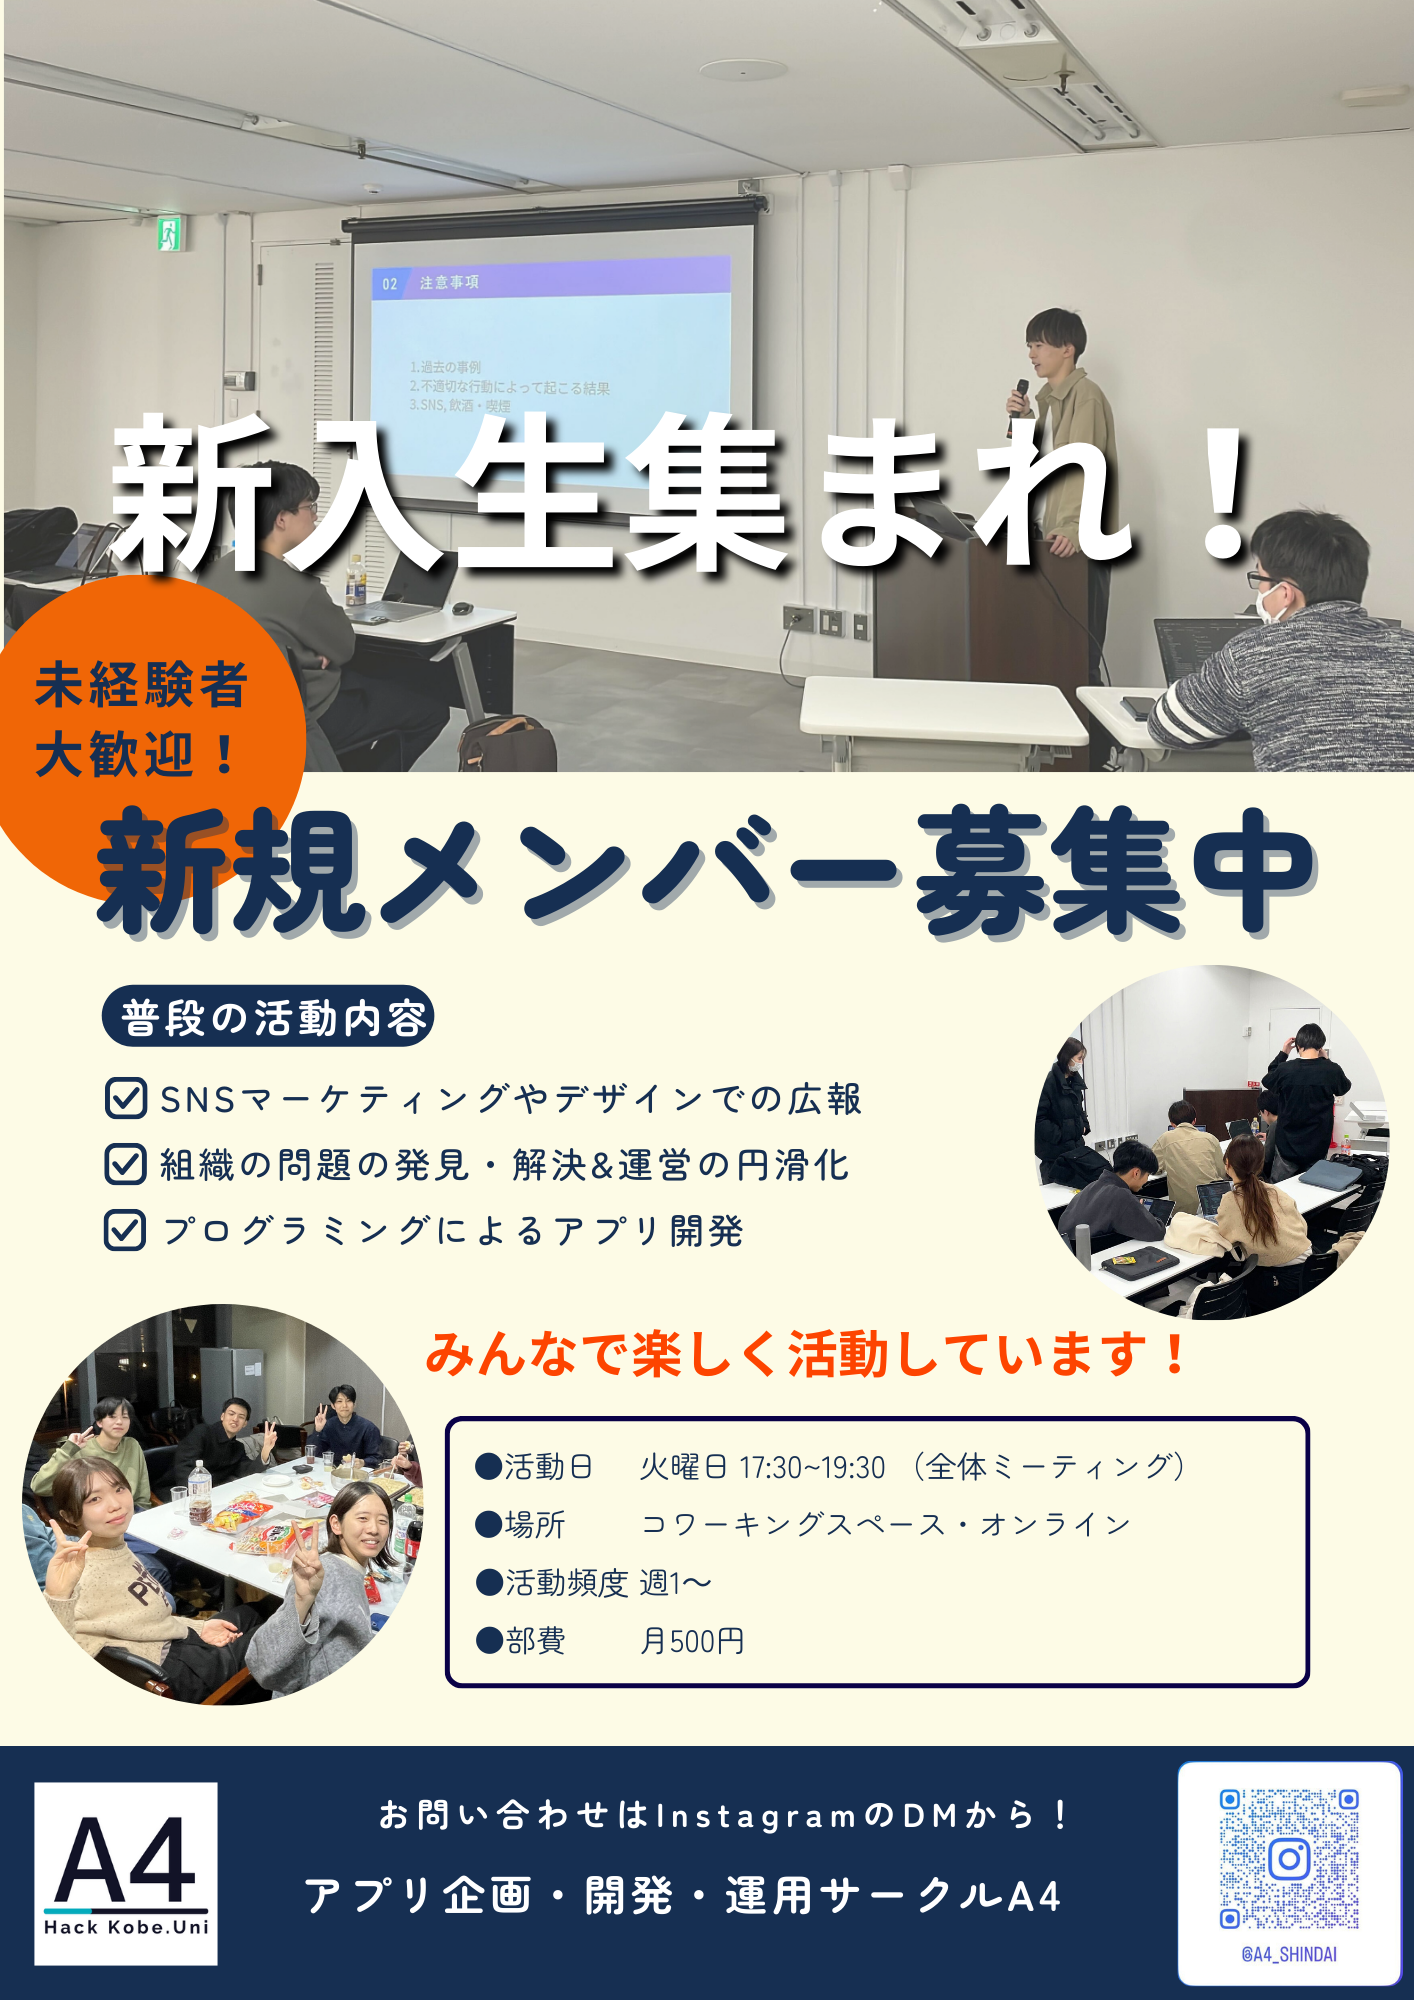 02 注意事項
1.過去の事例
2.不適切な行動によって起こる結果
3.SNS, 飲酒・喫煙
新入生集まれ！
未経験者
大歓迎！
新規メンバー募集中
普段の活動内容
SNSマーケティングやデザインでの広報
組織の問題の発見・解決&運営の円滑化
プログラミングによるアプリ開発
みんなで楽しく活動しています！
●活動日 火曜日 17:30~19:30 （全体ミーティング）
●場所 コワーキングスペース・オンライン
●活動頻度 週1〜
●部費 月500円
A4
Hack Kobe.Uni
お問い合わせはInstagramのDMから！
アプリ企画・開発・運用サークルA4
@A4_SHINDAI